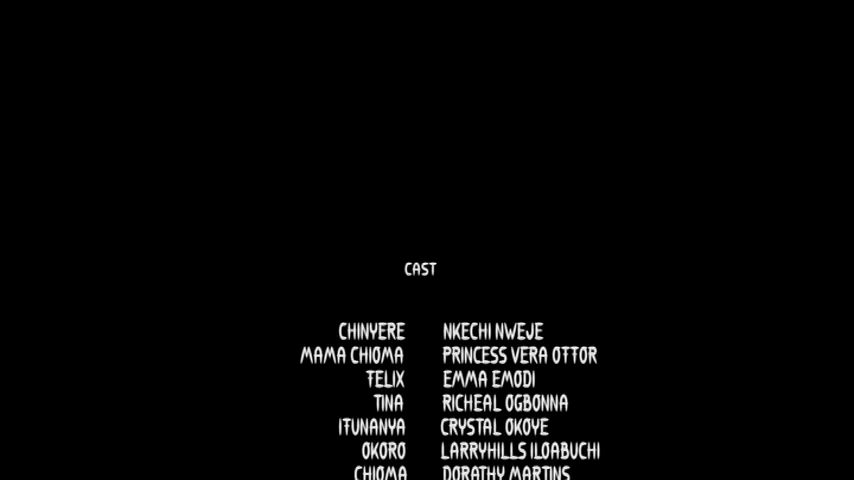 CAST
CHINYERE NKECHI NWEJE
MAMA CHIOMA PRINCESS VERA OTTOR
FELIX EMMA EMODI
TINA RICHEAL OGBONNA
IFUNANYA CRYSTAL OKOYE
OKORO LARRYHILLS ILOABUCHI
CHIOMA DORATHY MARTINS